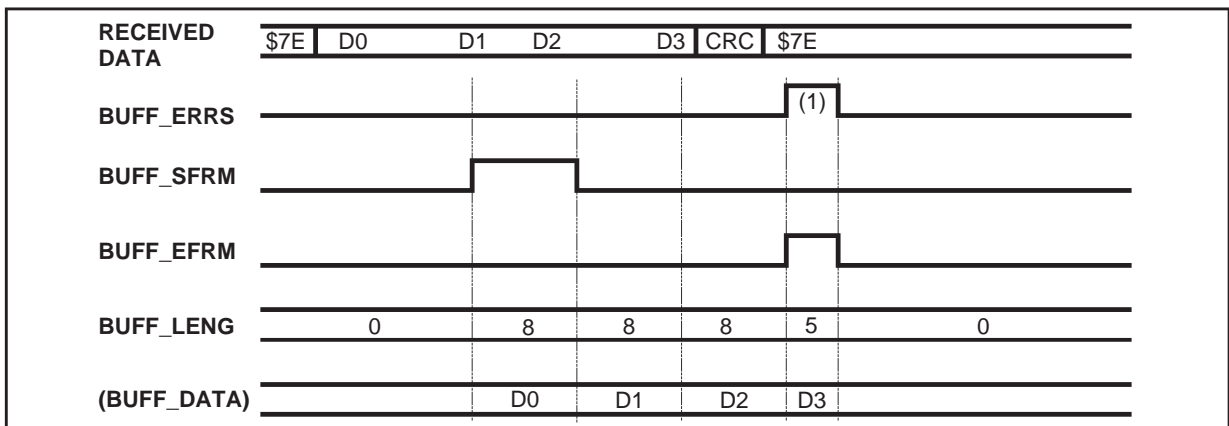 RECEIVED DATA $7E D0 D1 D2 D3 CRC $7E
BUFF_ERRS (1)
BUFF_SFRM
BUFF_EFRM
BUFF_LENG 0 8 8 8 5 0
(BUFF_DATA) D0 D1 D2 D3